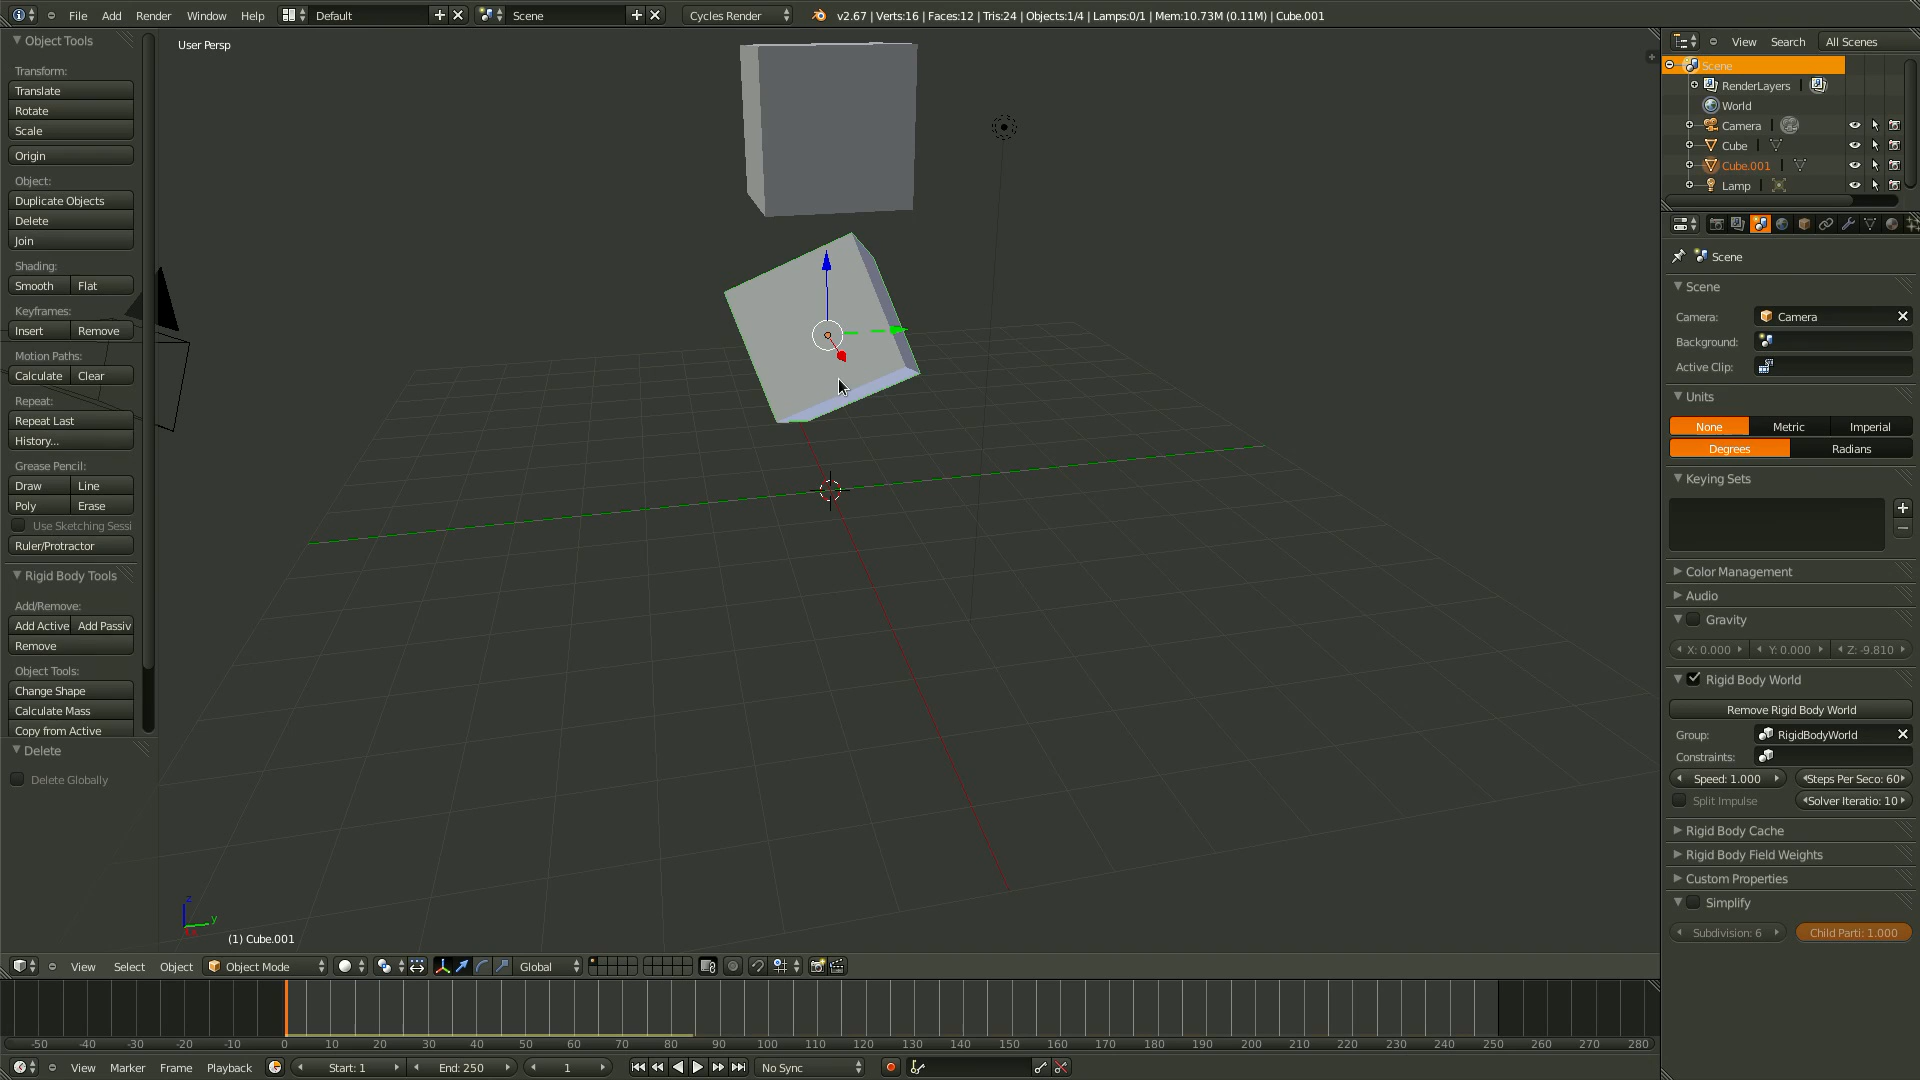 File Add Render Window Help Default Scene Cycles Render v2.67 | Verts:16 | Faces:12 | Tris:24 | Objects:1/4 | Lamps:0/1 | Mem:10.73M (0.11M) | Cube.001
Object Tools
Transform:
Translate
Rotate
Scale
Origin
Object:
Duplicate Objects
Delete
Join
Shading:
Smooth Flat
Keyframes:
Insert Remove
Motion Paths:
Calculate Clear
Repeat:
Repeat Last
History...
Grease Pencil:
Draw Line
Poly Erase
Use Sketching Sessi
Ruler/Protractor
Rigid Body Tools
Add/Remove:
Add Active Add Passiv
Remove
Object Tools:
Change Shape
Calculate Mass
Copy from Active
Delete
Delete Globally
User Persp
z
y
(1) Cube.001
View Search All Scenes
Scene
RenderLayers
World
Camera
Cube
Cube.001
Lamp
Scene
Scene
Camera: Camera
Background:
Active Clip:
Units
None Metric Imperial
Degrees Radians
Keying Sets
Color Management
Audio
Gravity
X: 0.000 Y: 0.000 Z: -9.810
Rigid Body World
Remove Rigid Body World
Group: RigidBodyWorld
Constraints:
Speed: 1.000 Steps Per Seco: 60
Split Impulse Solver Iteratio: 10
Rigid Body Cache
Rigid Body Field Weights
Custom Properties
Simplify
Subdivision: 6 Child Parti: 1.000
View Select Object Object Mode Global
-50 -40 -30 -20 -10 0 10 20 30 40 50 60 70 80 90 100 110 120 130 140 150 160 170 180 190 200 210 220 230 240 250 260 270 280
View Marker Frame Playback Start: 1 End: 250 1 No Sync